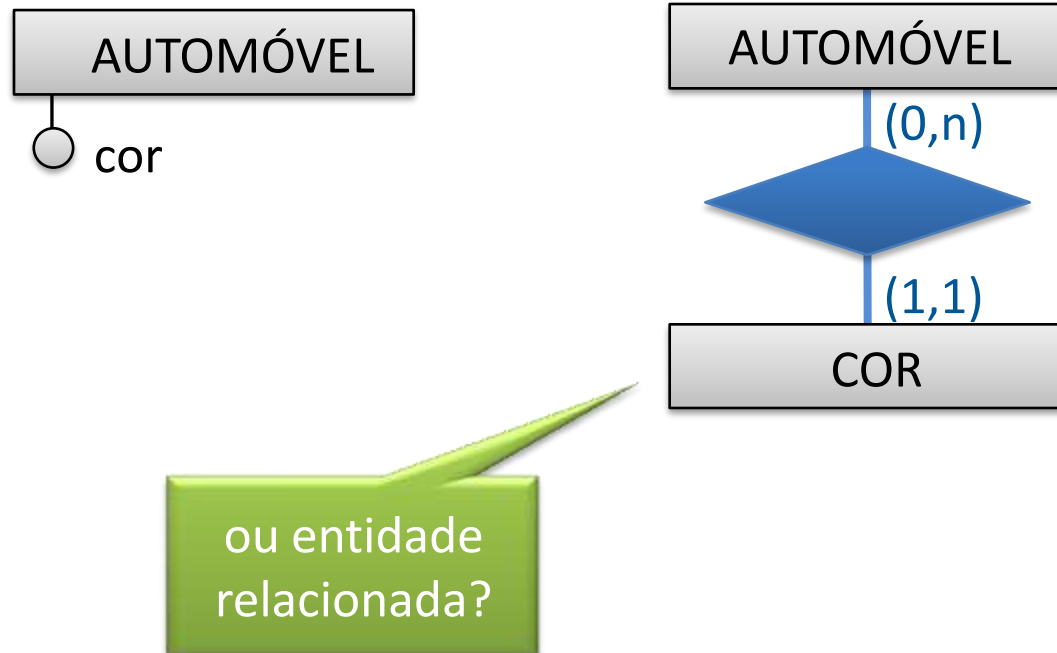 AUTOMÓVEL
cor
AUTOMÓVEL
(0,n)
(1,1)
COR
ou entidade
relacionada?